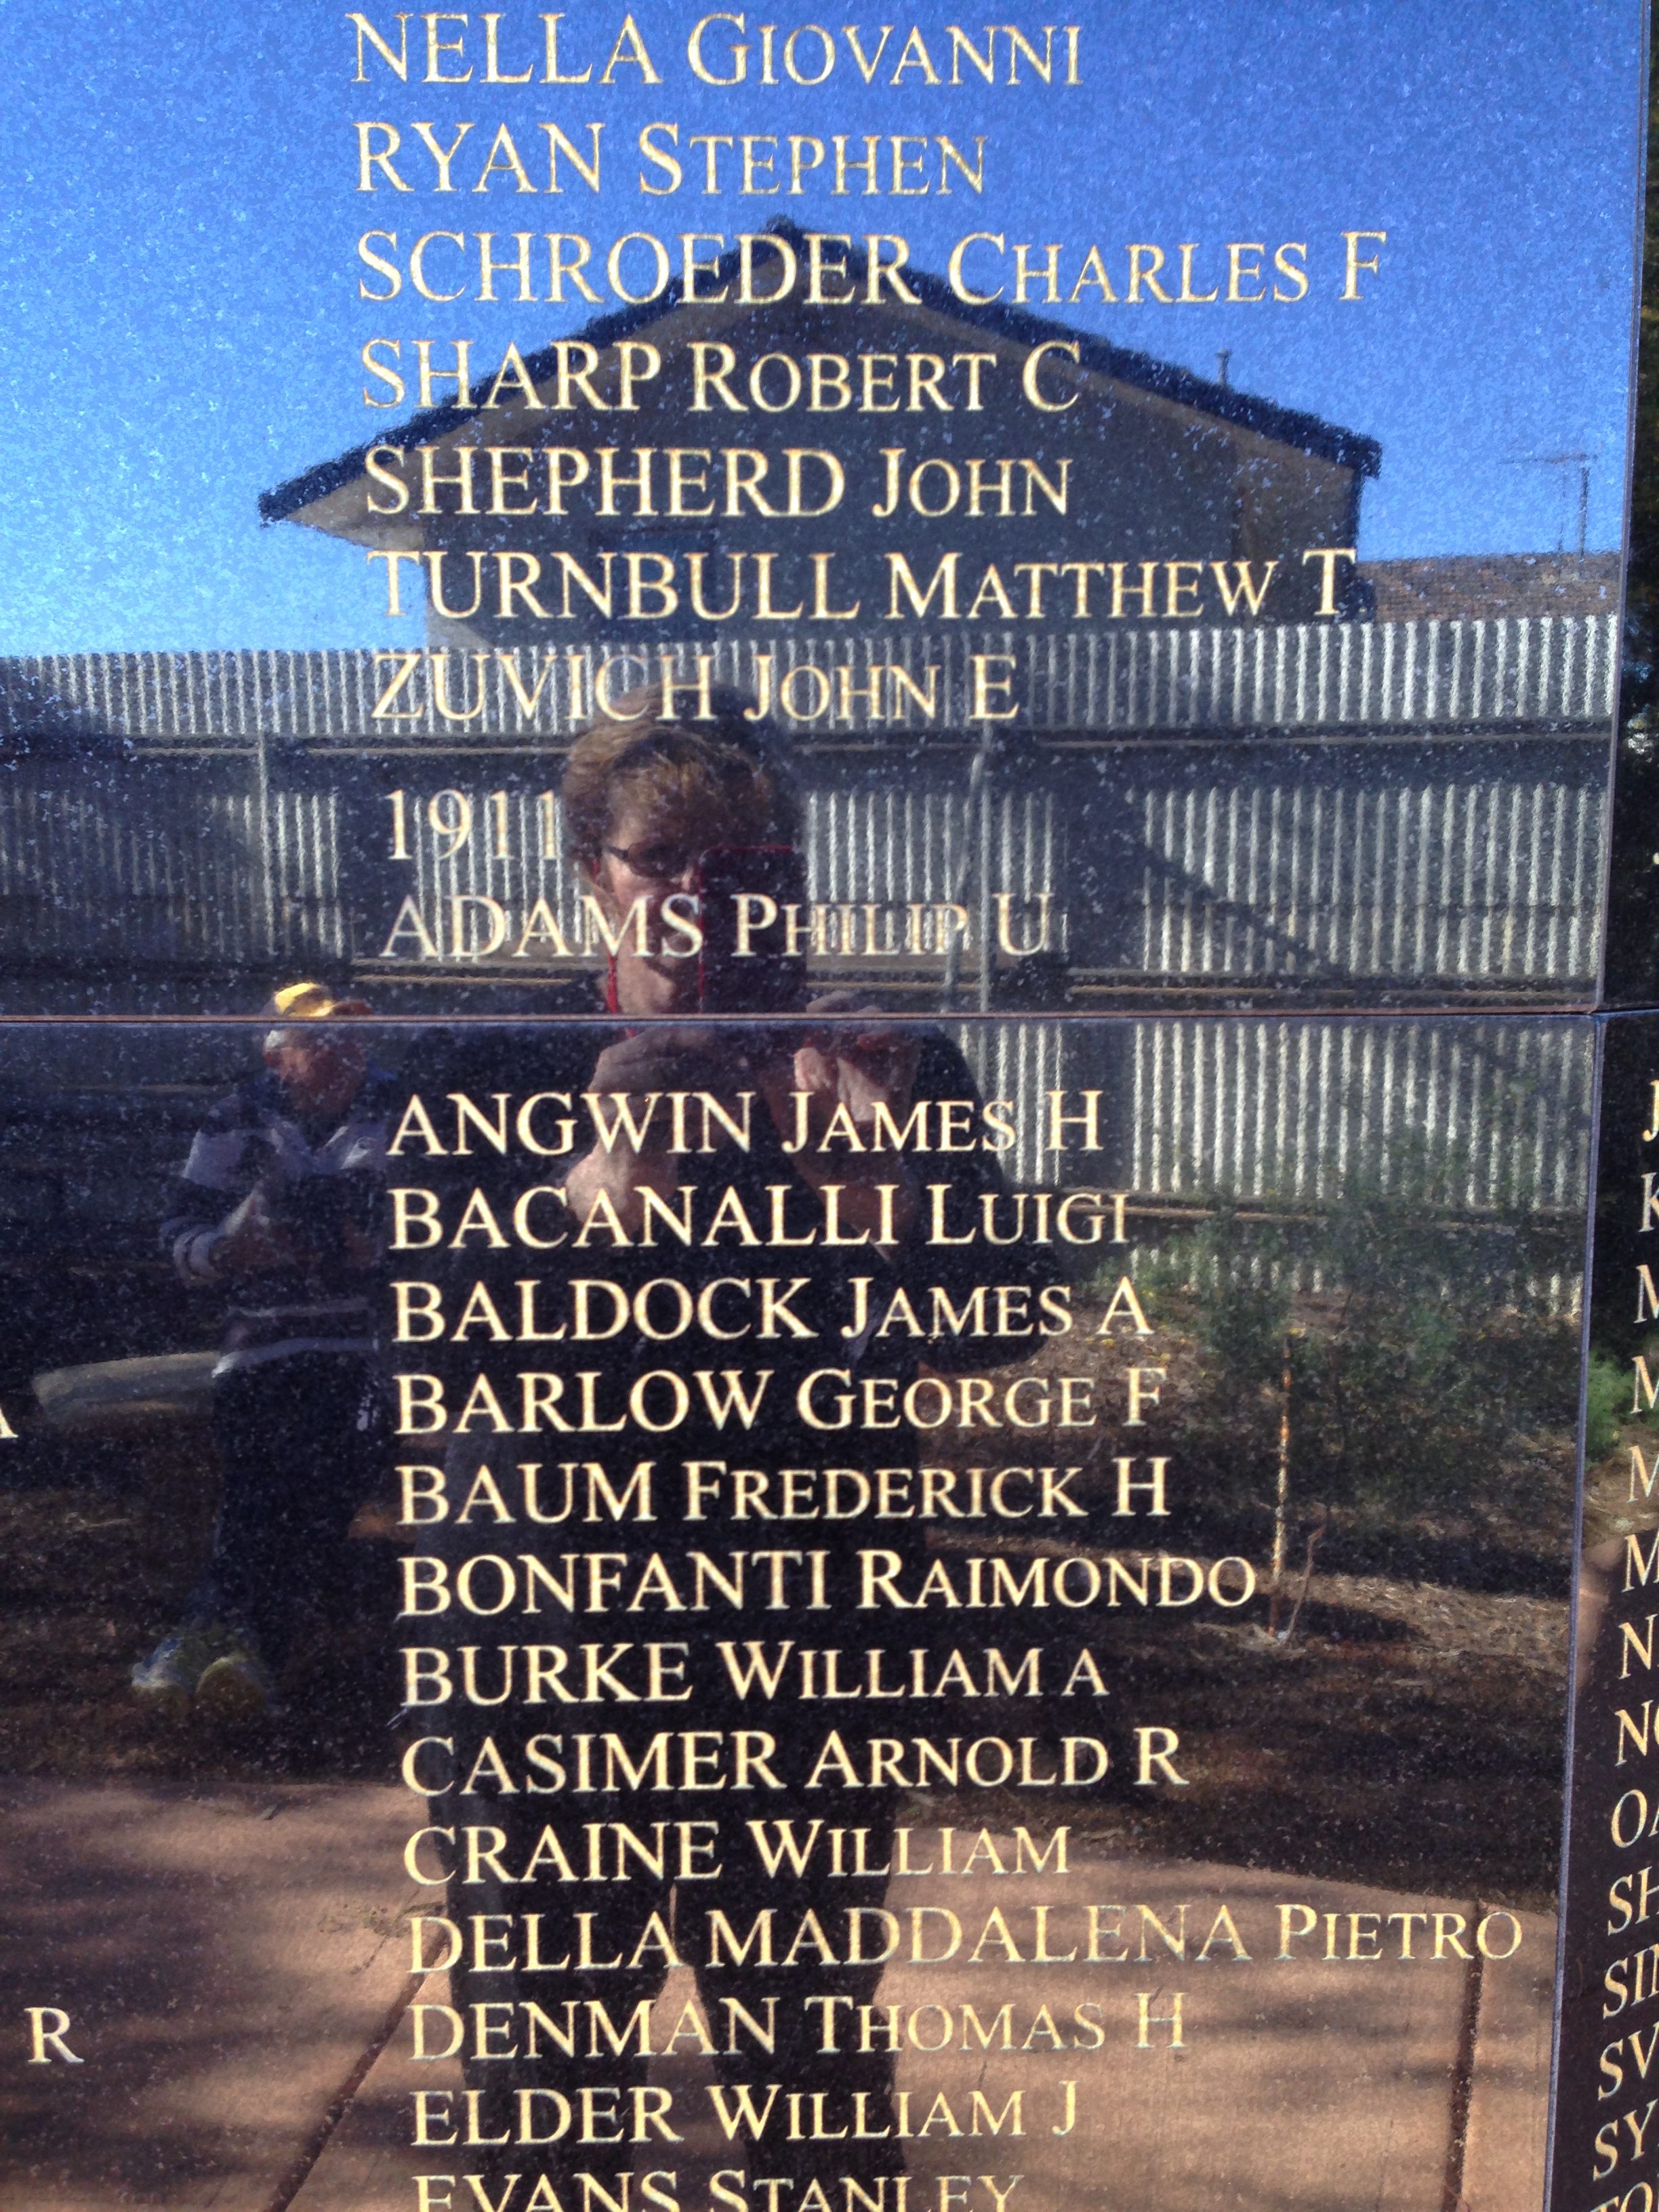 NELLA GIOVANNI
RYAN STEPHEN
SCHROEDER CHARLES F
SHARP ROBERT C
SHEPHERD JOHN
TURNBULL MATTHEW T
ZUVICH JOHN E
1911
ADAMS PHILIP U
ANGWIN JAMES H
BACANALLI LUIGI
BALDOCK JAMES A
BARLOW GEORGE F
BAUM FREDERICK H
BONFANTI RAIMONDO
BURKE WILLIAM A
CASIMER ARNOLD R
CRAINE WILLIAM
DELLA MADDALENA PIETRO
DENMAN THOMAS H
ELDER WILLIAM J
EVANS STANLEY
R